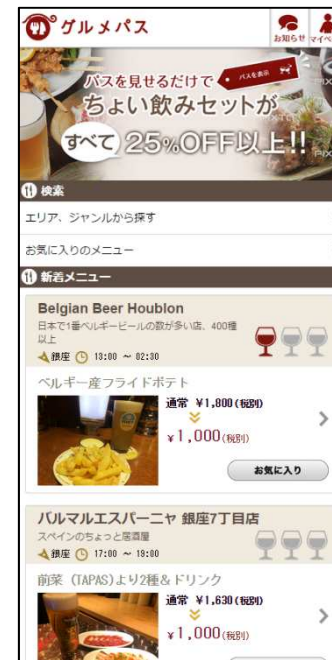 グルメパス
お知らせ
マイペ
パスを見せるだけで
パスを表示
ちょい飲みセットが
すべて 25%OFF以上!!
検索
エリア、ジャンルから探す
お気に入りのメニュー
新着メニュー
Belgian Beer Houblon
日本で1番ベルギービールの数が多い店、400種
以上
銀座 13:00 ～ 02:30
ベルギー産フライドポテト
通常 ¥1,800(税別)
¥1,000(税別)
お気に入り
バルマルエスパーニャ 銀座7丁目店
スペインのちょっと居酒屋
銀座 17:00 ～ 19:00
前菜（TAPAS)より2種＆ドリンク
通常 ¥1,630(税別)
¥1,000(税別)